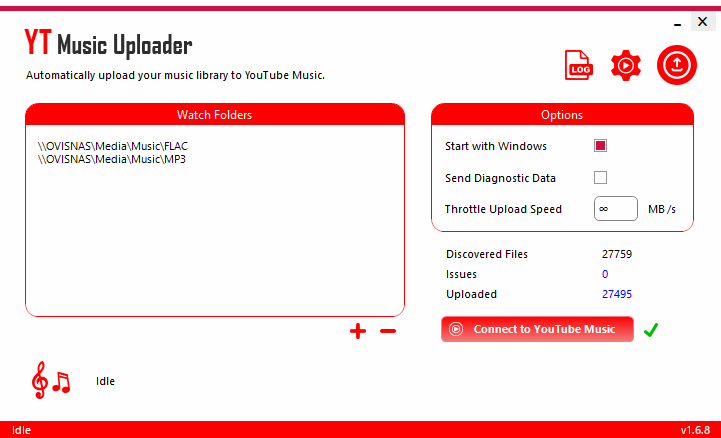 YT Music Uploader
Automatically upload your music library to YouTube Music.
LOG
Watch Folders
\\OVISNAS\Media\Music\FLAC
\\OVISNAS\Media\Music\MP3
Options
Start with Windows
Send Diagnostic Data
Throttle Upload Speed ∞ MB/s
Discovered Files 27759
Issues 0
Uploaded 27495
Connect to YouTube Music
Idle
Idle v1.6.8